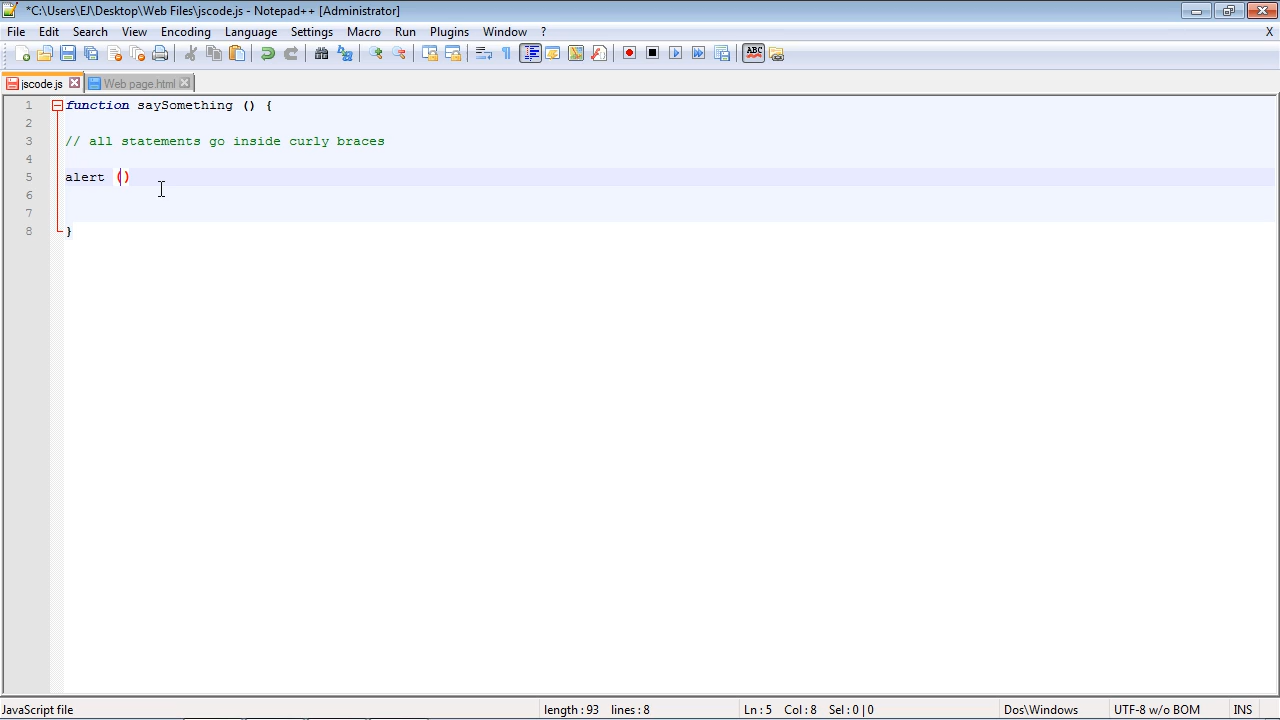 *C:\Users\EJ\Desktop\Web Files\jscode.js - Notepad++ [Administrator]
File Edit Search View Encoding Language Settings Macro Run Plugins Window ? X
ABC
jscode.js Web page.html
1 function saySomething () {
2
3 // all statements go inside curly braces
4
5 alert ()
6
7
8 }
JavaScript file length : 93 lines : 8 Ln : 5 Col : 8 Sel : 0 | 0 Dos\Windows UTF-8 w/o BOM INS